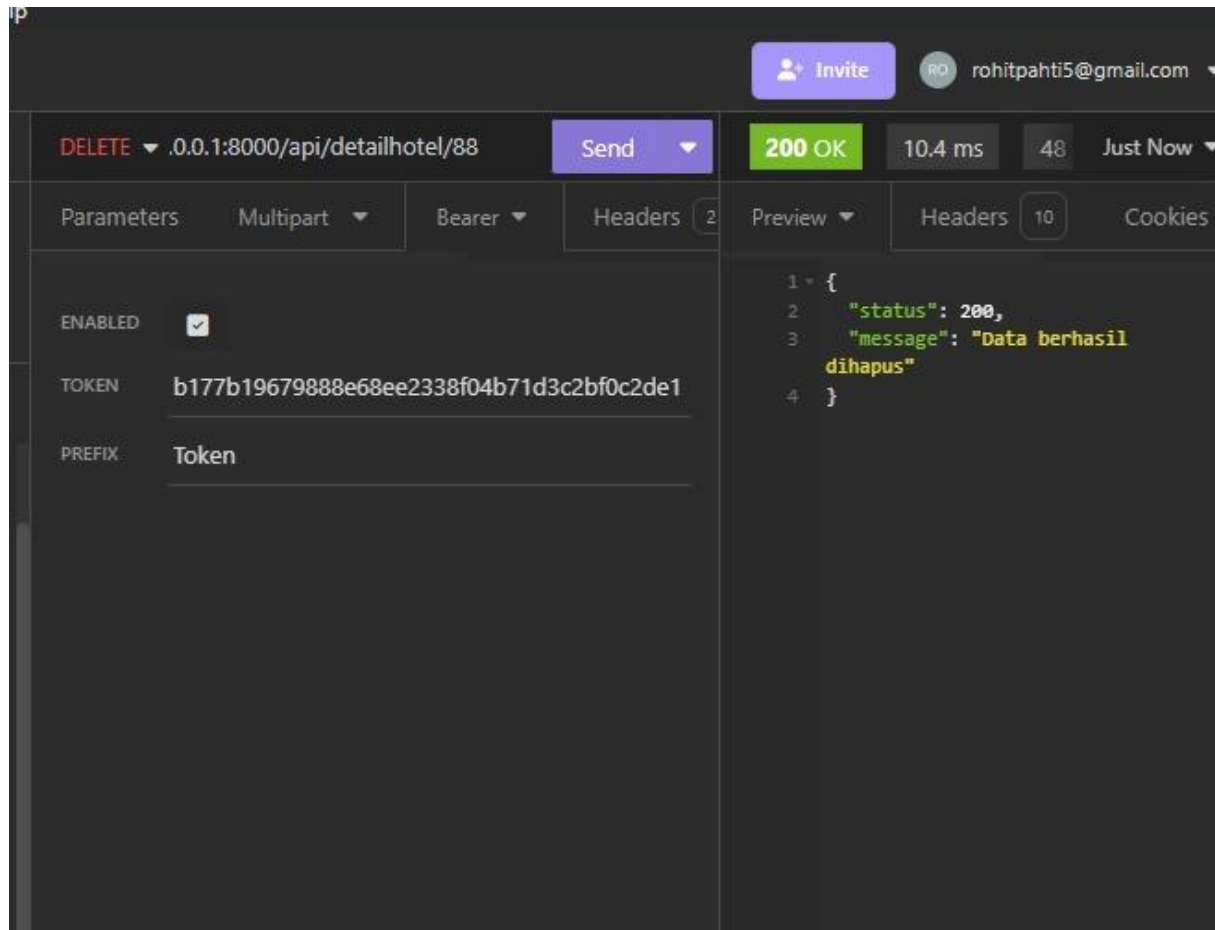 Invite RO rohitpahti5@gmail.com
DELETE .0.0.1:8000/api/detailhotel/88 Send 200 OK 10.4 ms 48 Just Now
Parameters Multipart Bearer Headers 2 Preview Headers 10 Cookies
ENABLED
TOKEN b177b19679888e68ee2338f04b71d3c2bf0c2de1
PREFIX Token
1 {
2 "status": 200,
3 "message": "Data berhasil
dihapus"
4 }